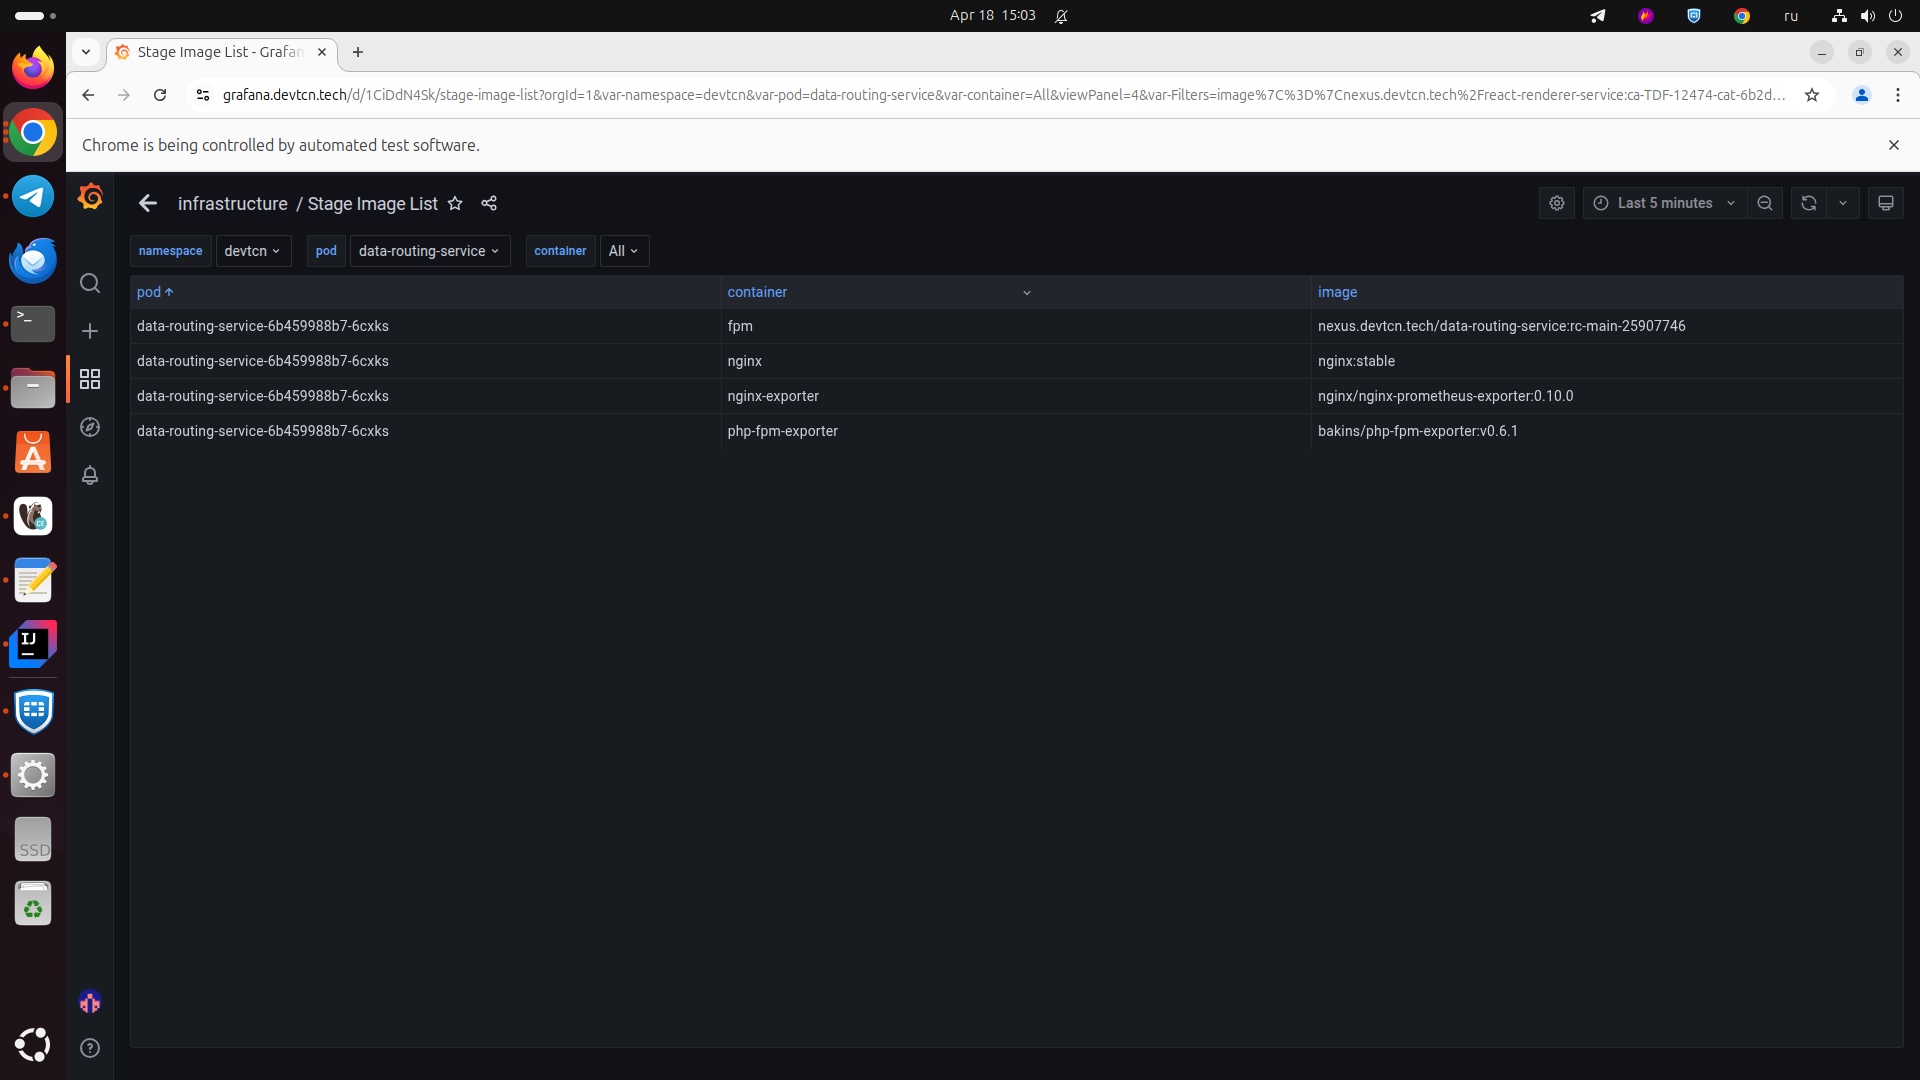 Apr 18 15:03
ru
Stage Image List - Grafan
grafana.devtcn.tech/d/1CiDdN4Sk/stage-image-list?orgId=1&var-namespace=devtcn&var-pod=data-routing-service&var-container=All&viewPanel=4&var-Filters=image%7C%3D%7Cnexus.devtcn.tech%2Freact-renderer-service:ca-TDF-12474-cat-6b2d...
Chrome is being controlled by automated test software.
infrastructure / Stage Image List
Last 5 minutes
namespace devtcn pod data-routing-service container All
pod container image
data-routing-service-6b459988b7-6cxks fpm nexus.devtcn.tech/data-routing-service:rc-main-25907746
data-routing-service-6b459988b7-6cxks nginx nginx:stable
data-routing-service-6b459988b7-6cxks nginx-exporter nginx/nginx-prometheus-exporter:0.10.0
data-routing-service-6b459988b7-6cxks php-fpm-exporter bakins/php-fpm-exporter:v0.6.1
>_
CE
IJ
SSD